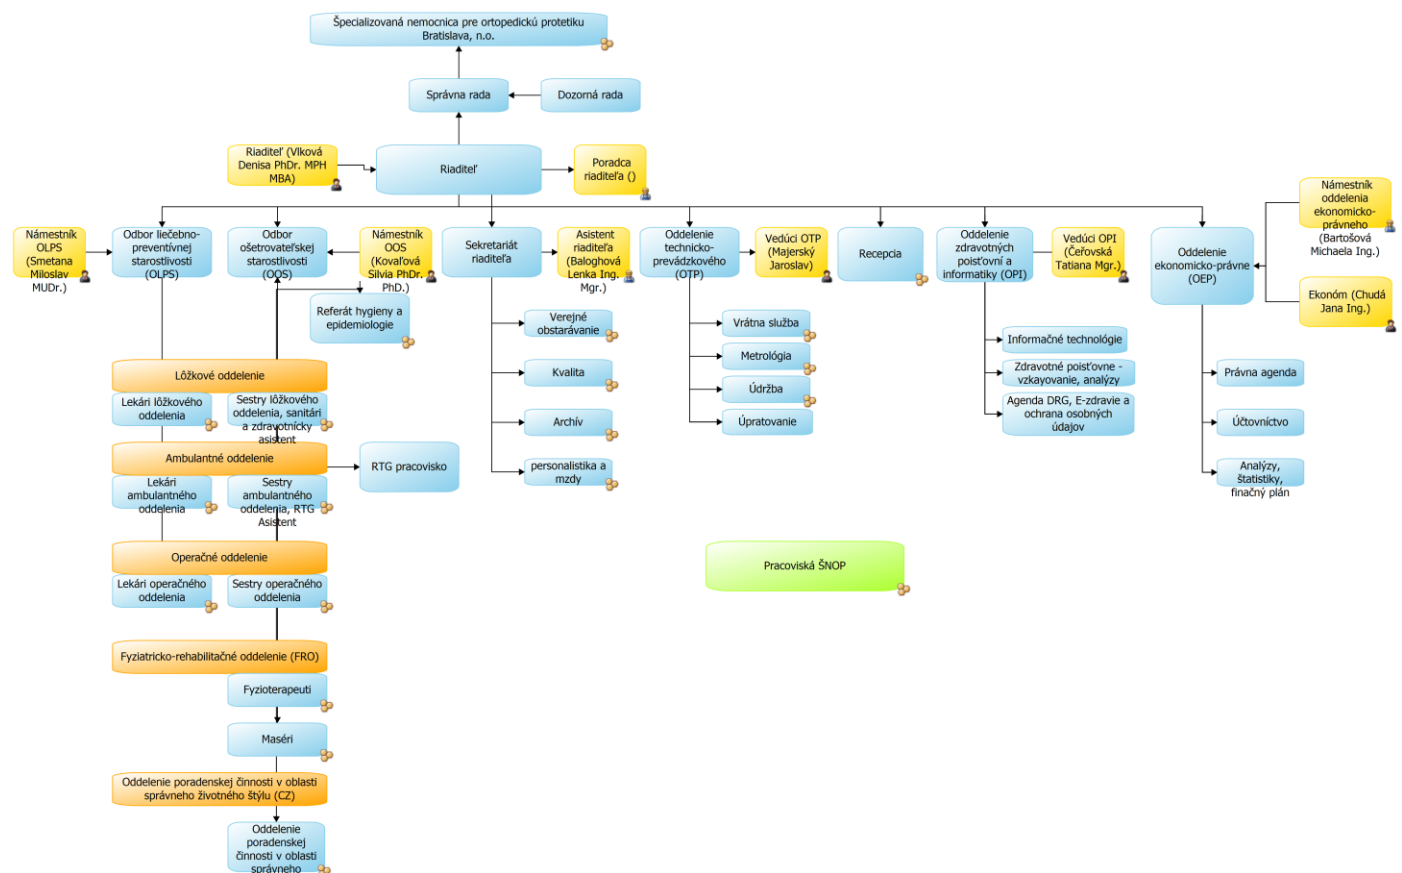 Špecializovaná nemocnica pre ortopedickú protetiku
Bratislava, n.o.
Správna rada
Dozorná rada
Riaditeľ (Vlková
Denisa PhDr. MPH
MBA)
Riaditeľ
Poradca
riaditeľa ()
Námestník
OLPS
(Smetana
Miloslav
MUDr.)
Odbor liečebno-
preventívnej
starostlivosti
(OLPS)
Odbor
ošetrovateľskej
starostlivosti
(OOS)
Námestník
OOS
(Kovaľová
Silvia PhDr.
PhD.)
Sekretariát
riaditeľa
Asistent
riaditeľa
(Baloghová
Lenka Ing.
Mgr.)
Oddelenie
technicko-
prevádzkového
(OTP)
Vedúci OTP
(Majerský
Jaroslav)
Recepcia
Oddelenie
zdravotných
poisťovní a
informatiky (OPI)
Vedúci OPI
(Čeřovská
Tatiana Mgr.)
Oddelenie
ekonomicko-právne
(OEP)
Námestník
oddelenia
ekonomicko-
právneho
(Bartošová
Michaela Ing.)
Ekonóm (Chudá
Jana Ing.)
Referát hygieny a
epidemiologie
Verejné
obstarávanie
Kvalita
Archív
personalistika a
mzdy
Vrátna služba
Metrológia
Údržba
Úpratovanie
Informačné technológie
Zdravotné poisťovne -
vzkayovanie, analýzy
Agenda DRG, E-zdravie a
ochrana osobných
údajov
Právna agenda
Účtovníctvo
Analýzy,
štatistiky,
finačný plán
Lôžkové oddelenie
Lekári lôžkového
oddelenia
Sestry lôžkového
oddelenia, sanitári
a zdravotnícky
asistent
Ambulantné oddelenie
RTG pracovisko
Lekári
ambulantného
oddelenia
Sestry
ambulantného
oddelenia, RTG
Asistent
Operačné oddelenie
Lekári operačného
oddelenia
Sestry operačného
oddelenia
Pracoviská ŠNOP
Fyziatricko-rehabilitačné oddelenie (FRO)
Fyzioterapeuti
Maséri
Oddelenie poradenskej činnosti v oblasti
správneho životného štýlu (CZ)
Oddelenie
poradenskej
činnosti v oblasti
správneho